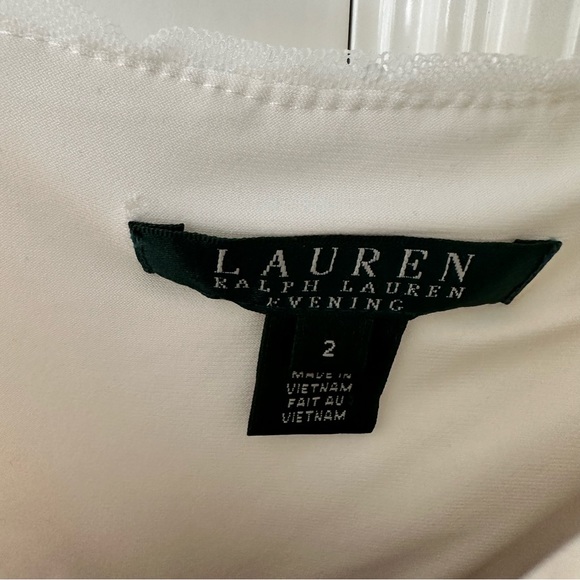 LAUREN
RALPH LAUREN
EVENING
2
MADE IN
VIETNAM
FAIT AU
VIETNAM